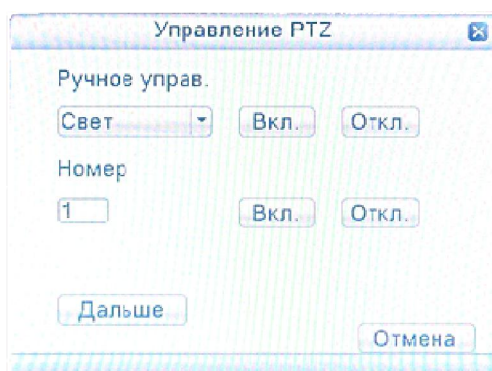 Управление PTZ
Ручное управ.
Свет Вкл. Откл.
Номер
1 Вкл. Откл.
Дальше
Отмена